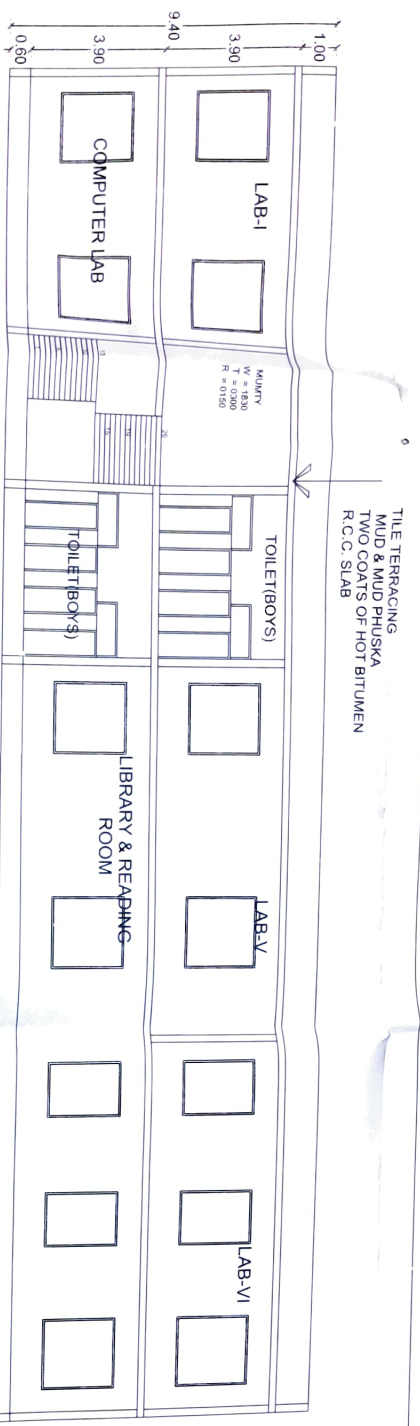 TILE TERRACING
MUD & MUD PHUSKA
TWO COATS OF HOT BITUMEN
R.C.C. SLAB
1.00
3.90
9.40
3.90
0.60
LAB-I
MUMTY
W = 1830
T = 0300
R = 0150
TOILET(BOYS)
LAB-V
LAB-VI
COMPUTER LAB
TOILET(BOYS)
LIBRARY & READING
ROOM